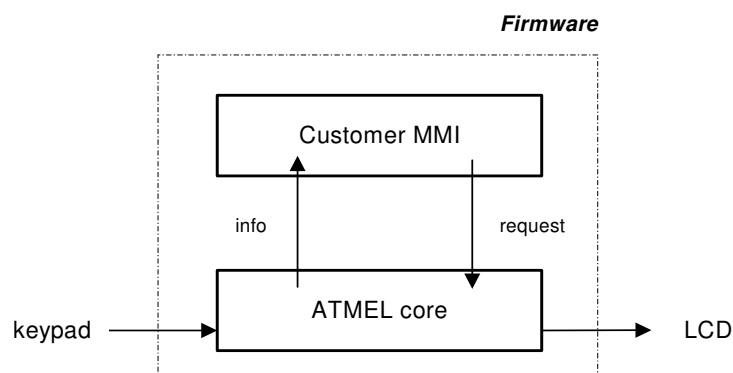 Firmware
Customer MMI
info
request
ATMEL core
keypad
LCD